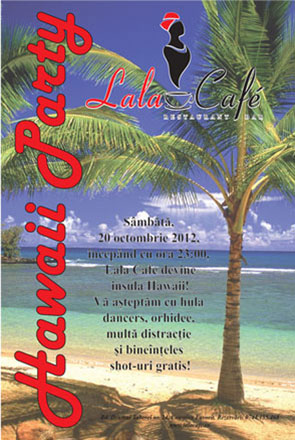 Hawaii Party
Lala Café
RESTAURANT BAR
Sâmbătă,
20 octombrie 2012,
începand cu ora 23:00,
Lala Cafe devine
insula Hawaii!
Vă așteptăm cu hula
dancers, orhidee,
multă distracție
și bineînțeles
shot-uri gratis!